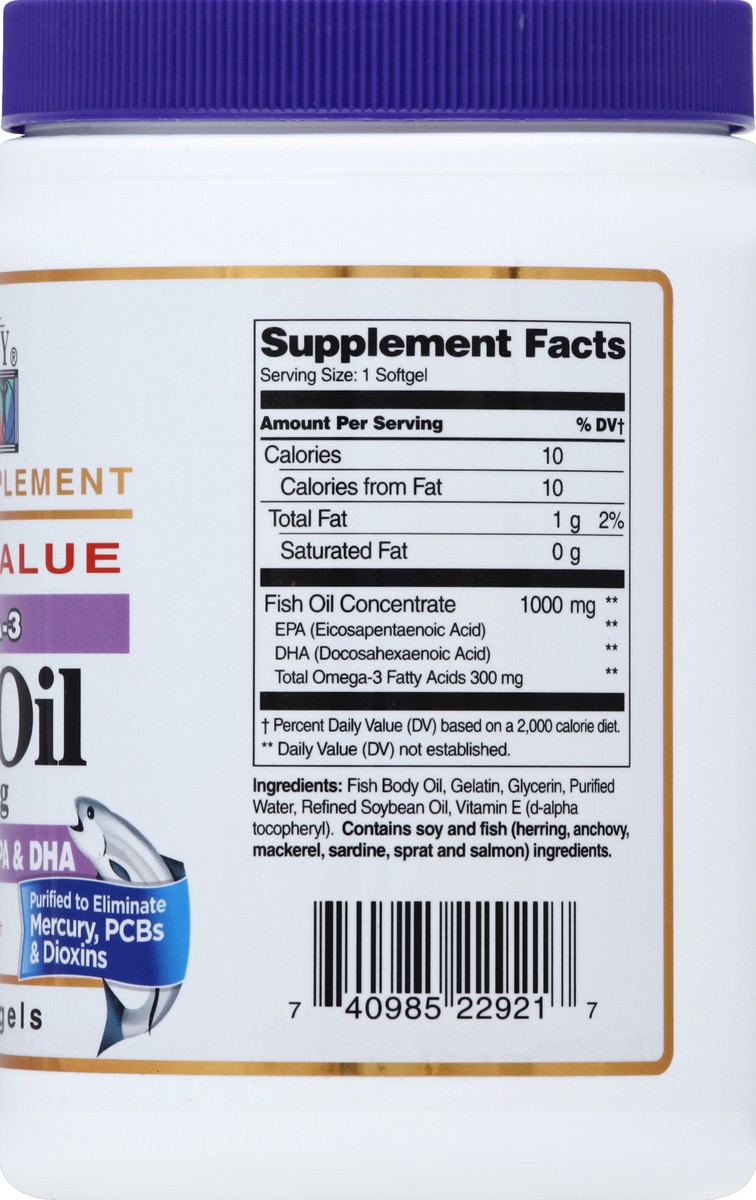 Y®
PLEMENT
ALUE
-3
Oil
g
PA & DHA
Purified to Eliminate
Mercury, PCBs
& Dioxins
gels
Supplement Facts
Serving Size: 1 Softgel
Amount Per Serving % DV†
Calories 10
Calories from Fat 10
Total Fat 1 g 2%
Saturated Fat 0 g
Fish Oil Concentrate 1000 mg **
EPA (Eicosapentaenoic Acid) **
DHA (Docosahexaenoic Acid) **
Total Omega-3 Fatty Acids 300 mg **
† Percent Daily Value (DV) based on a 2,000 calorie diet.
** Daily Value (DV) not established.
Ingredients: Fish Body Oil, Gelatin, Glycerin, Purified
Water, Refined Soybean Oil, Vitamin E (d-alpha
tocopheryl). Contains soy and fish (herring, anchovy,
mackerel, sardine, sprat and salmon) ingredients.
7 40985 22921 7